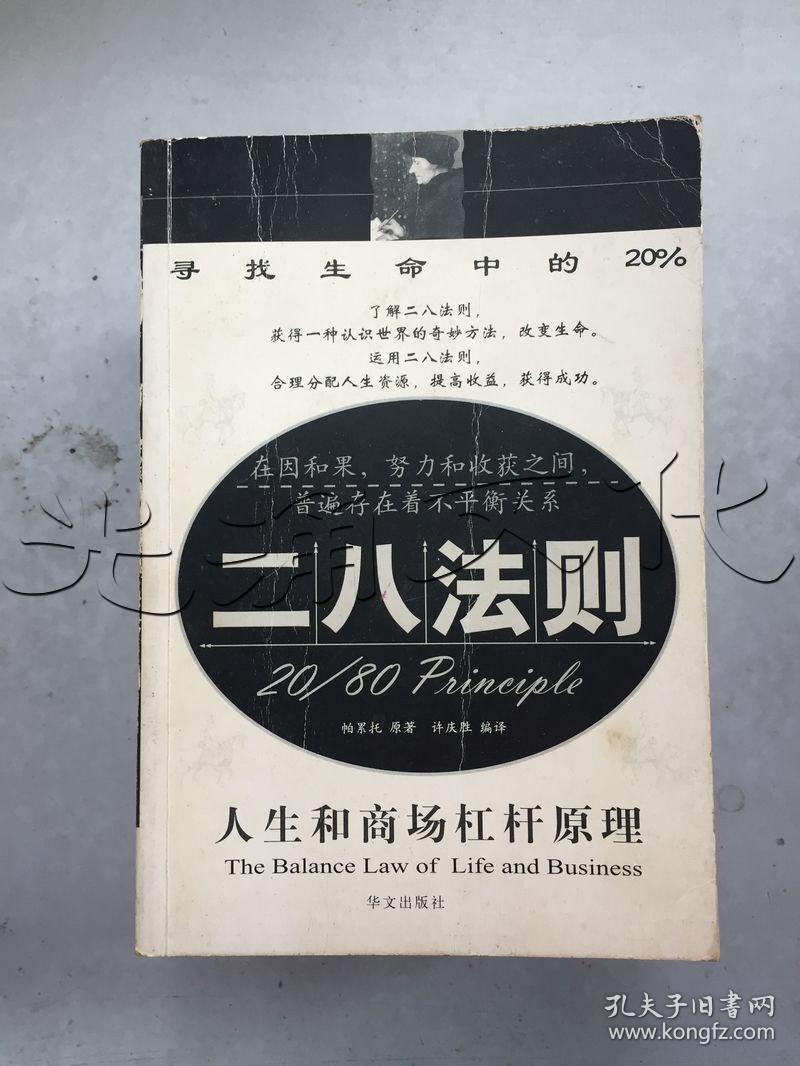 寻找生命中的 20%
了解二八法则，
获得一种认识世界的奇妙方法，改变生命。
运用二八法则，
合理分配人生资源，提高收益，获得成功。
在因和果，努力和收获之间，
普遍存在着不平衡关系
光涌文化
二八法则
20/80 Principle
帕累托 原著 许庆胜 编译
人生和商场杠杆原理
The Balance Law of Life and Business
华文出版社
孔夫子旧书网
www.kongfz.com